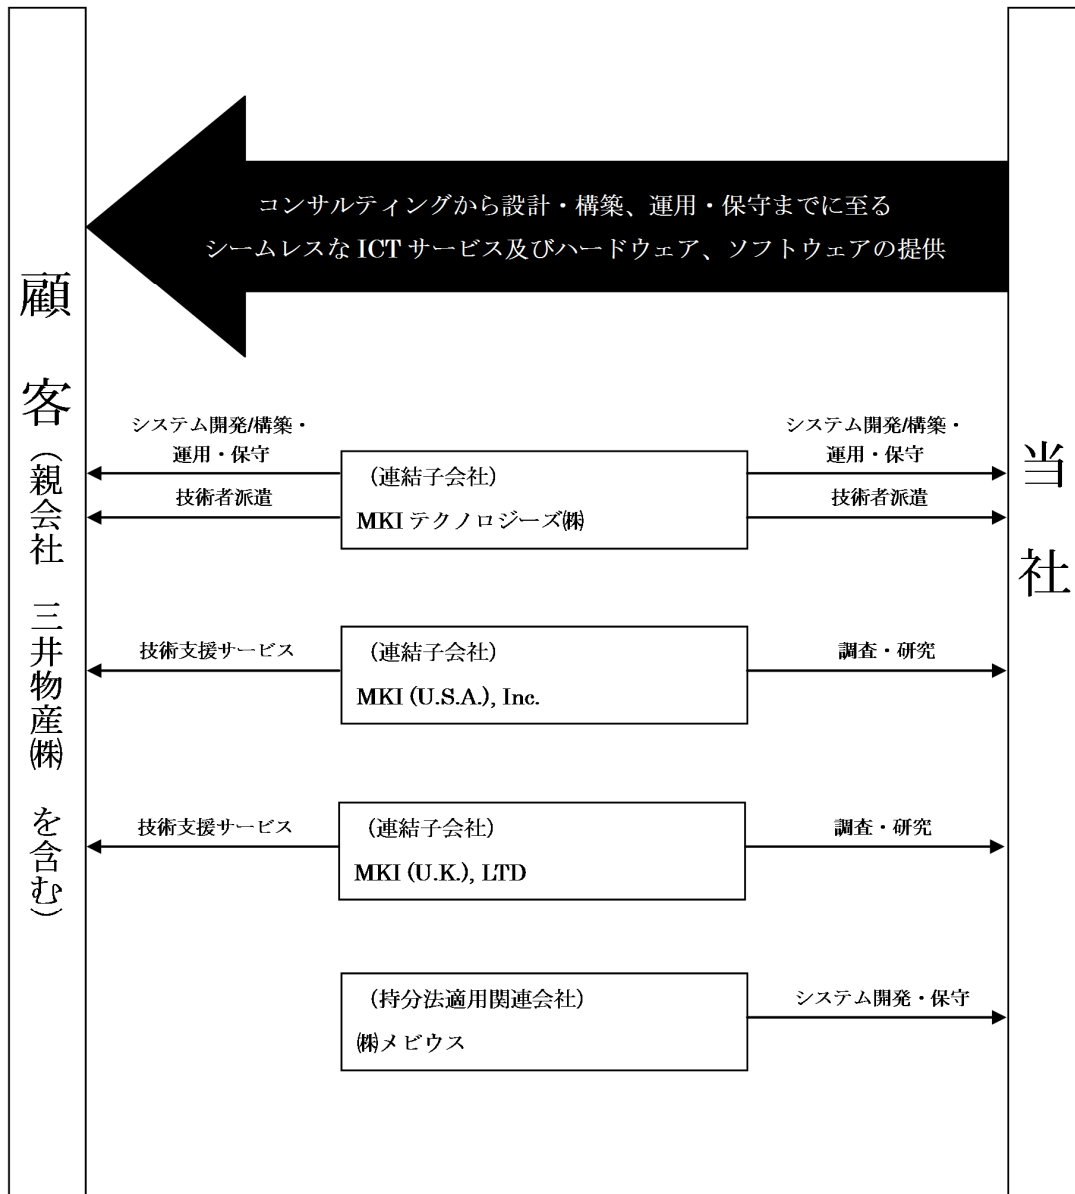 コンサルティングから設計・構築、運用・保守までに至る
シームレスな ICT サービス及びハードウェア、ソフトウェアの提供
顧客（親会社　三井物産㈱　を含む）
当社
システム開発/構築・
運用・保守
技術者派遣
（連結子会社）
MKI テクノロジーズ㈱
システム開発/構築・
運用・保守
技術者派遣
技術支援サービス
（連結子会社）
MKI (U.S.A.), Inc.
調査・研究
技術支援サービス
（連結子会社）
MKI (U.K.), LTD
調査・研究
（持分法適用関連会社）
㈱メビウス
システム開発・保守